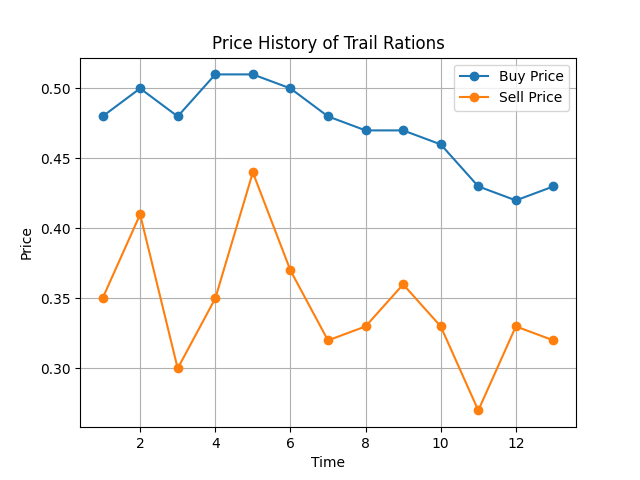 Price History of Trail Rations
Buy Price
Sell Price
0.50
0.45
0.40
0.35
0.30
Price
2 4 6 8 10 12
Time